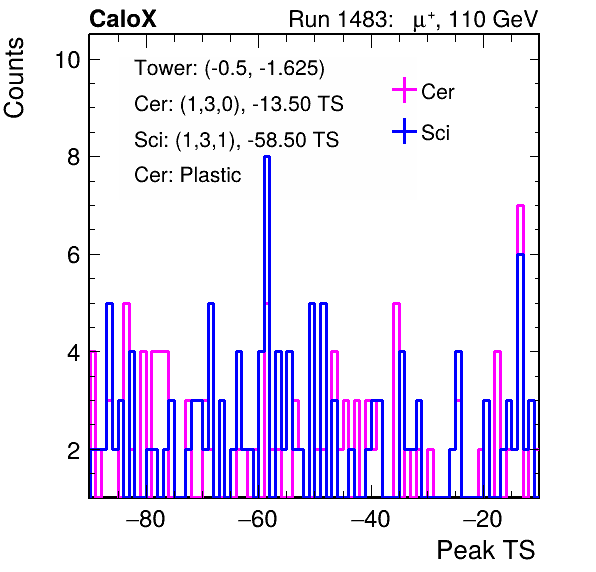 CaloX Run 1483: μ⁺, 110 GeV
Counts
Tower: (-0.5, -1.625)
Cer: (1,3,0), -13.50 TS
Sci: (1,3,1), -58.50 TS
Cer: Plastic
Cer
Sci
10
8
6
4
2
−80 −60 −40 −20
Peak TS